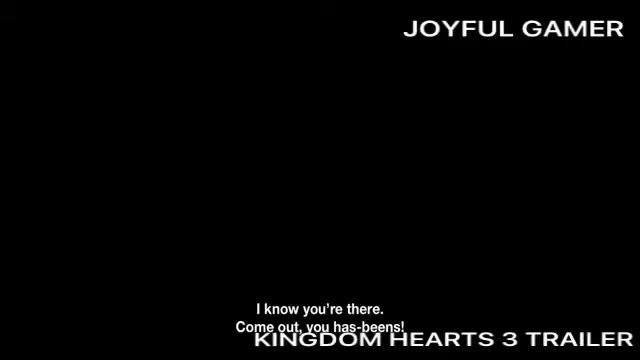 JOYFUL GAMER
I know you're there.
Come out, you has-beens!
KINGDOM HEARTS 3 TRAILER